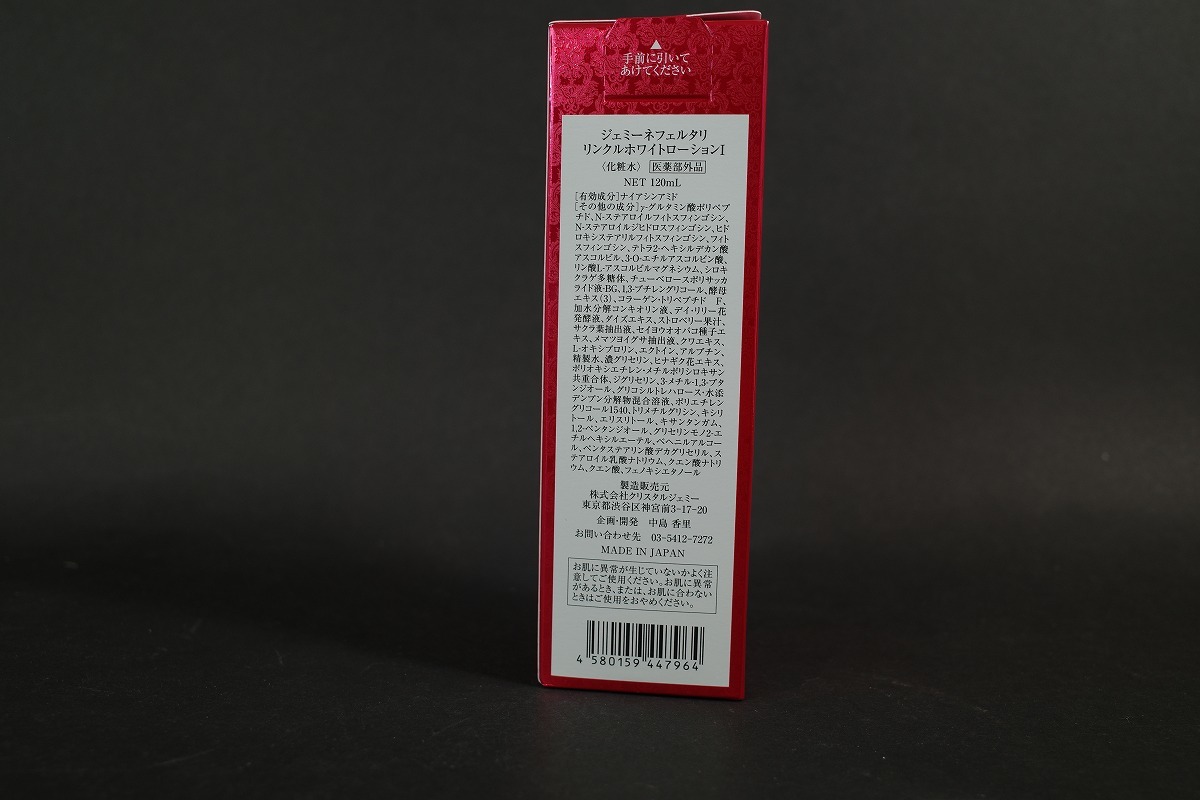 ▲
手前に引いて
あけてください
ジェミーネフェルタリ
リンクルホワイトローションI
〈化粧水〉 医薬部外品
NET 120mL
[有効成分]ナイアシンアミド
[その他の成分]γ-グルタミン酸ポリペプ
チド、N-ステアロイルフィトスフィンゴシン、
N-ステアロイルジヒドロスフィンゴシン、ヒド
ロキシステアリルフィトスフィンゴシン、フィト
スフィンゴシン、テトラ2-ヘキシルデカン酸
アスコルビル、3-O-エチルアスコルビン酸、
リン酸L-アスコルビルマグネシウム、シロキ
クラゲ多糖体、チューベロースポリサッカ
ライド液-BG、1,3-ブチレングリコール、酵母
エキス(3)、コラーゲン・トリペプチド F、
加水分解コンキオリン液、デイ・リリー花
発酵液、ダイズエキス、ストロベリー果汁、
サクラ葉抽出液、セイヨウオオバコ種子エ
キス、メマツヨイグサ抽出液、クワエキス、
L-オキシプロリン、エクトイン、アルブチン、
精製水、濃グリセリン、ヒナギク花エキス、
ポリオキシエチレン・メチルポリシロキサン
共重合体、ジグリセリン、3-メチル-1,3-ブタ
ンジオール、グリコシルトレハロース・水添
デンプン分解物混合溶液、ポリエチレン
グリコール1540、トリメチルグリシン、キシリ
トール、エリスリトール、キサンタンガム、
1,2-ペンタンジオール、グリセリンモノ2-エ
チルヘキシルエーテル、ベヘニルアルコー
ル、ペンタステアリン酸デカグリセリル、ス
テアロイル乳酸ナトリウム、クエン酸ナトリ
ウム、クエン酸、フェノキシエタノール
製造販売元
株式会社クリスタルジェミー
東京都渋谷区神宮前3-17-20
企画・開発 中島 香里
お問い合わせ先 03-5412-7272
MADE IN JAPAN
お肌に異常が生じていないかよく注
意してご使用ください。お肌に異常
があるとき、または、お肌に合わない
ときはご使用をおやめください。
4 580159 447964